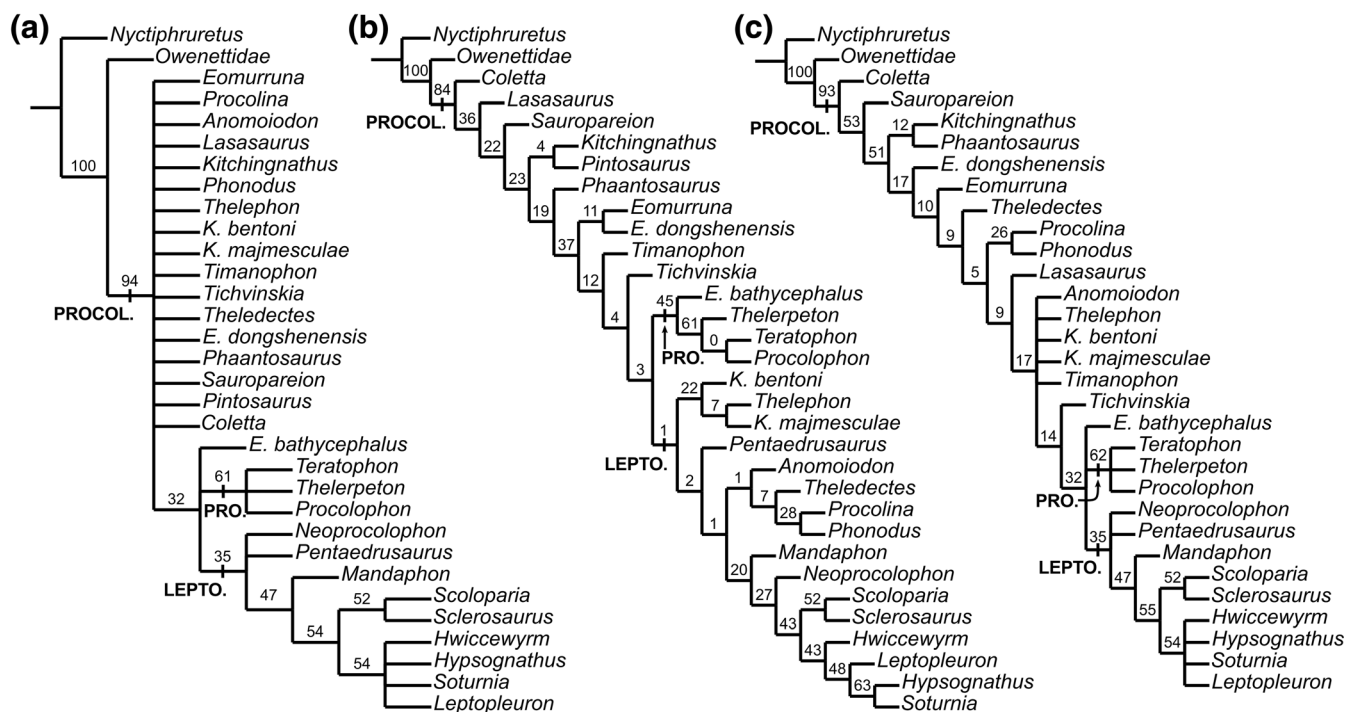 (a)
Nyctiphruretus
Owenettidae
Eomurruna
Procolina
Anomoiodon
Lasasaurus
Kitchingnathus
100
Phonodus
Thelephon
K. bentoni
K. majmesculae
Timanophon
94
Tichvinskia
PROCOL.
Theledectes
E. dongshenensis
Phaantosaurus
Sauropareion
Pintosaurus
Coletta
E. bathycephalus
61
Teratophon
32
Thelerpeton
PRO.
Procolophon
Neoprocolophon
35
Pentaedrusaurus
LEPTO.
Mandaphon
47
52
Scoloparia
Sclerosaurus
54
Hwiccewyrm
54
Hypsognathus
Soturnia
Leptopleuron
(b)
Nyctiphruretus
100
Owenettidae
84
Coletta
PROCOL.
36
Lasasaurus
22
Sauropareion
4
Kitchingnathus
Pintosaurus
23
Phaantosaurus
19
11
Eomurruna
E. dongshenensis
37
Timanophon
12
Tichvinskia
4
45
E. bathycephalus
61
Thelerpeton
0
Teratophon
PRO.
Procolophon
3
22
K. bentoni
7
Thelephon
K. majmesculae
1
LEPTO.
Pentaedrusaurus
2
1
Anomoiodon
7
Theledectes
28
Procolina
Phonodus
1
Mandaphon
20
Neoprocolophon
27
52
Scoloparia
Sclerosaurus
43
Hwiccewyrm
43
Leptopleuron
48
Hypsognathus
63
Soturnia
(c)
Nyctiphruretus
100
Owenettidae
93
Coletta
PROCOL.
53
Sauropareion
12
Kitchingnathus
Phaantosaurus
51
E. dongshenensis
17
Eomurruna
10
Theledectes
9
26
Procolina
Phonodus
5
Lasasaurus
9
Anomoiodon
Thelephon
K. bentoni
K. majmesculae
17
Timanophon
Tichvinskia
14
E. bathycephalus
62
Teratophon
32
Thelerpeton
PRO.
Procolophon
Neoprocolophon
35
Pentaedrusaurus
LEPTO.
Mandaphon
47
52
Scoloparia
Sclerosaurus
55
Hwiccewyrm
54
Hypsognathus
Soturnia
Leptopleuron